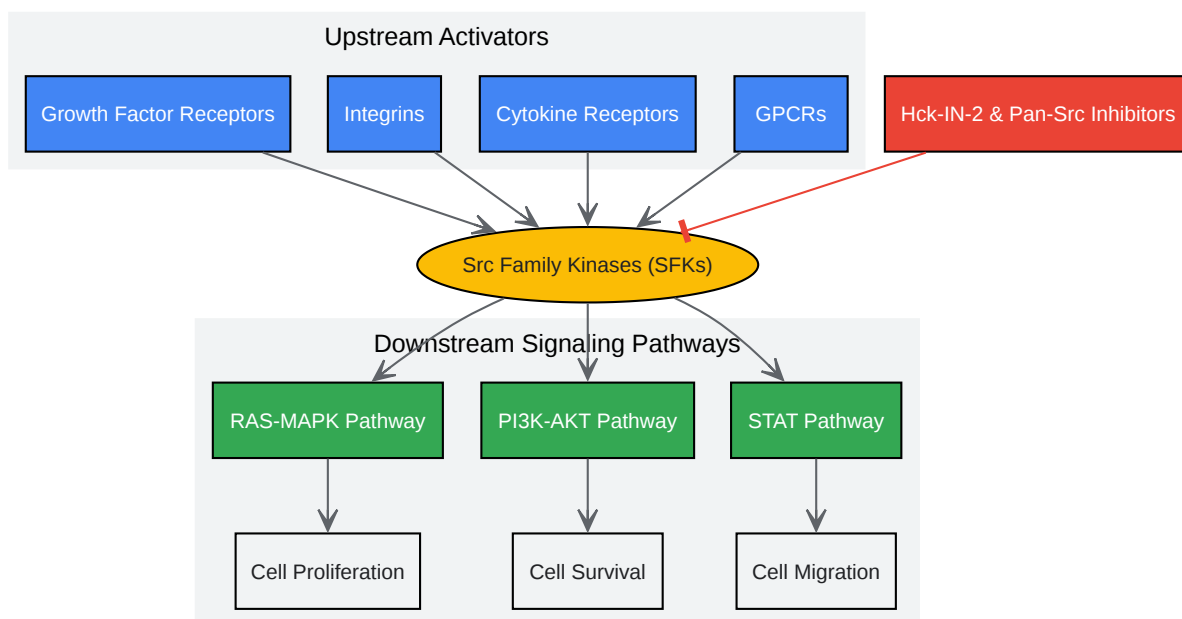 Upstream Activators
Growth Factor Receptors
Integrins
Cytokine Receptors
GPCRs
Hck-IN-2 & Pan-Src Inhibitors
Src Family Kinases (SFKs)
Downstream Signaling Pathways
RAS-MAPK Pathway
PI3K-AKT Pathway
STAT Pathway
Cell Proliferation
Cell Survival
Cell Migration